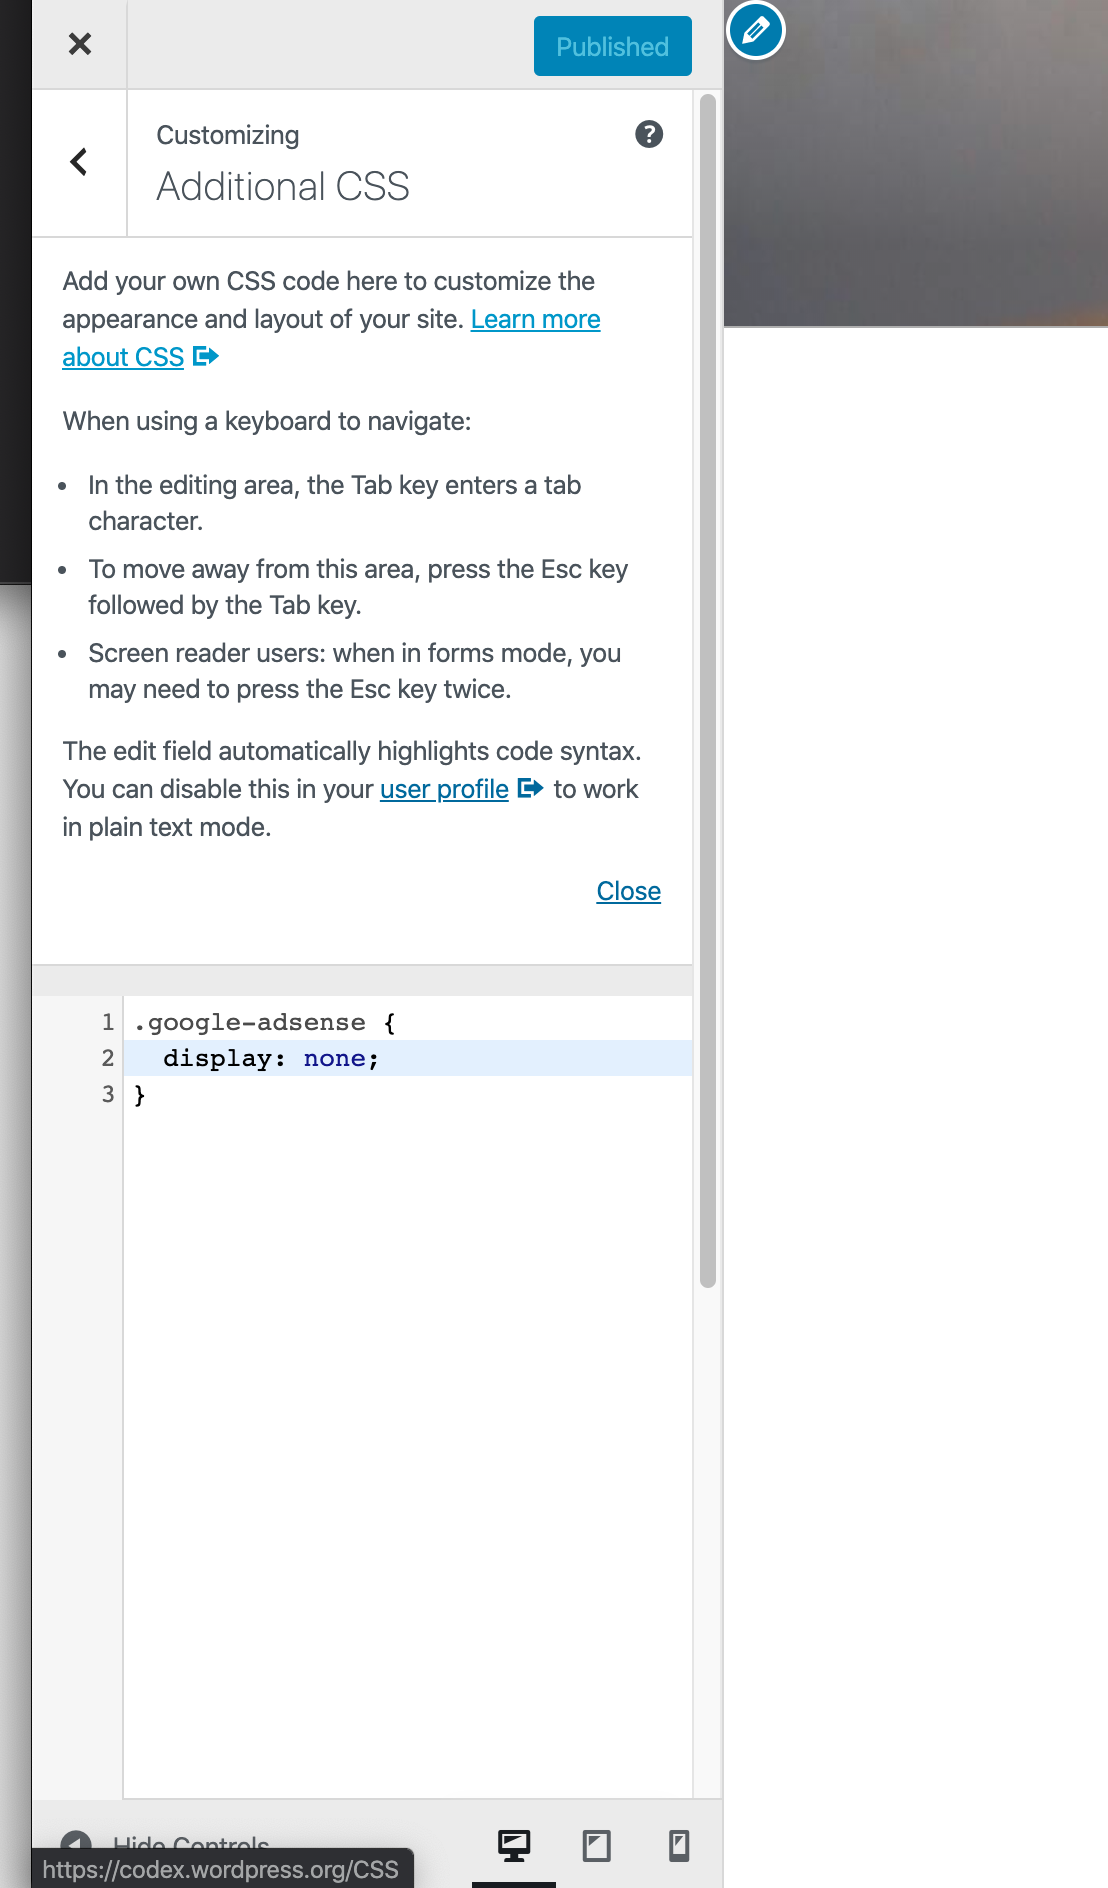 Published
Customizing
Additional CSS
Add your own CSS code here to customize the
appearance and layout of your site. Learn more
about CSS
When using a keyboard to navigate:
• In the editing area, the Tab key enters a tab
character.
• To move away from this area, press the Esc key
followed by the Tab key.
• Screen reader users: when in forms mode, you
may need to press the Esc key twice.
The edit field automatically highlights code syntax.
You can disable this in your user profile to work
in plain text mode.
Close
1 .google-adsense {
2 display: none;
3 }
Hide Controls
https://codex.wordpress.org/CSS